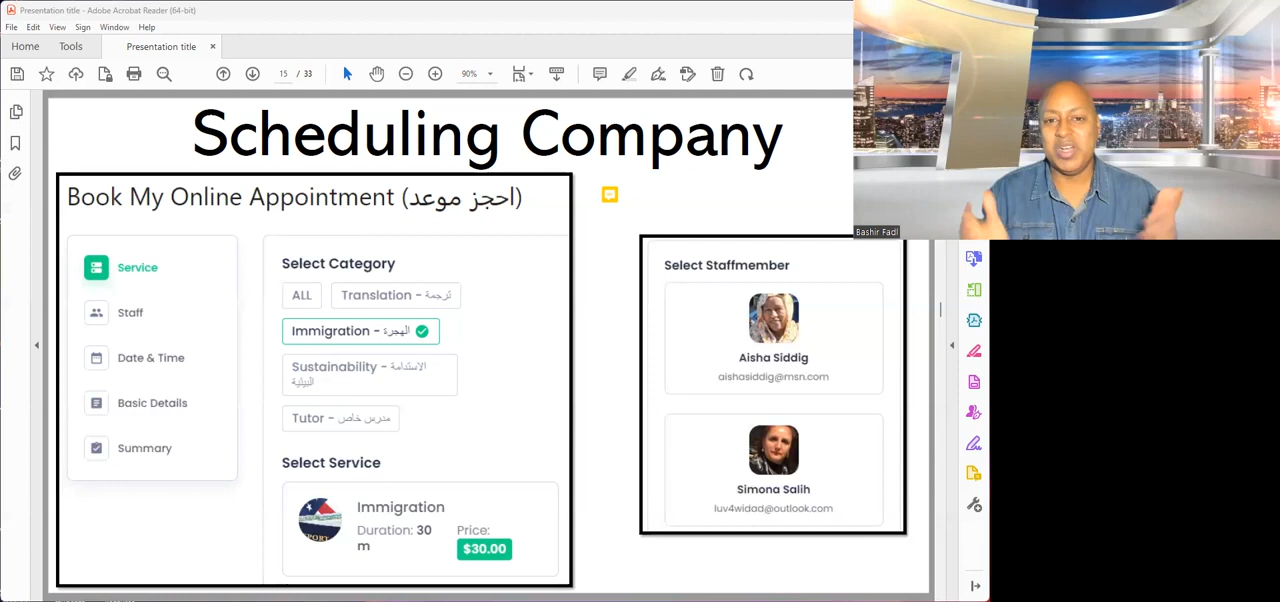 Presentation title - Adobe Acrobat Reader (64-bit)
File Edit View Sign Window Help
Home Tools Presentation title ×
15 / 33 90%
Scheduling Company
Book My Online Appointment (احجز موعد)
Service
Staff
Date & Time
Basic Details
Summary
Select Category
ALL
Translation - ترجمة
Immigration - الهجرة
Sustainability - الاستدامة
البيئية
Tutor - مدرس خاص
Select Service
Immigration
Duration: 30
m
Price:
$30.00
PORT
Select Staffmember
Aisha Siddig
aishasiddig@msn.com
Simona Salih
luv4widad@outlook.com
Bashir Fadl